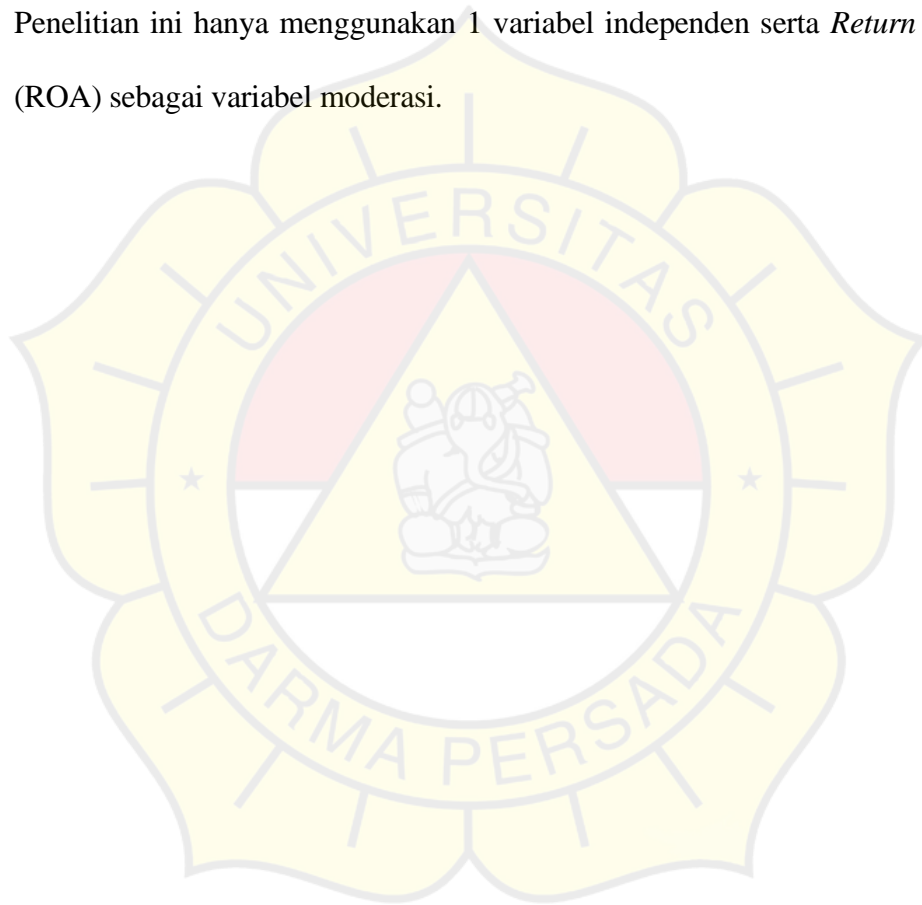 Penelitian ini hanya menggunakan 1 variabel independen serta Return
(ROA) sebagai variabel moderasi.
UNIVERSITAS
DARMA PERSADA